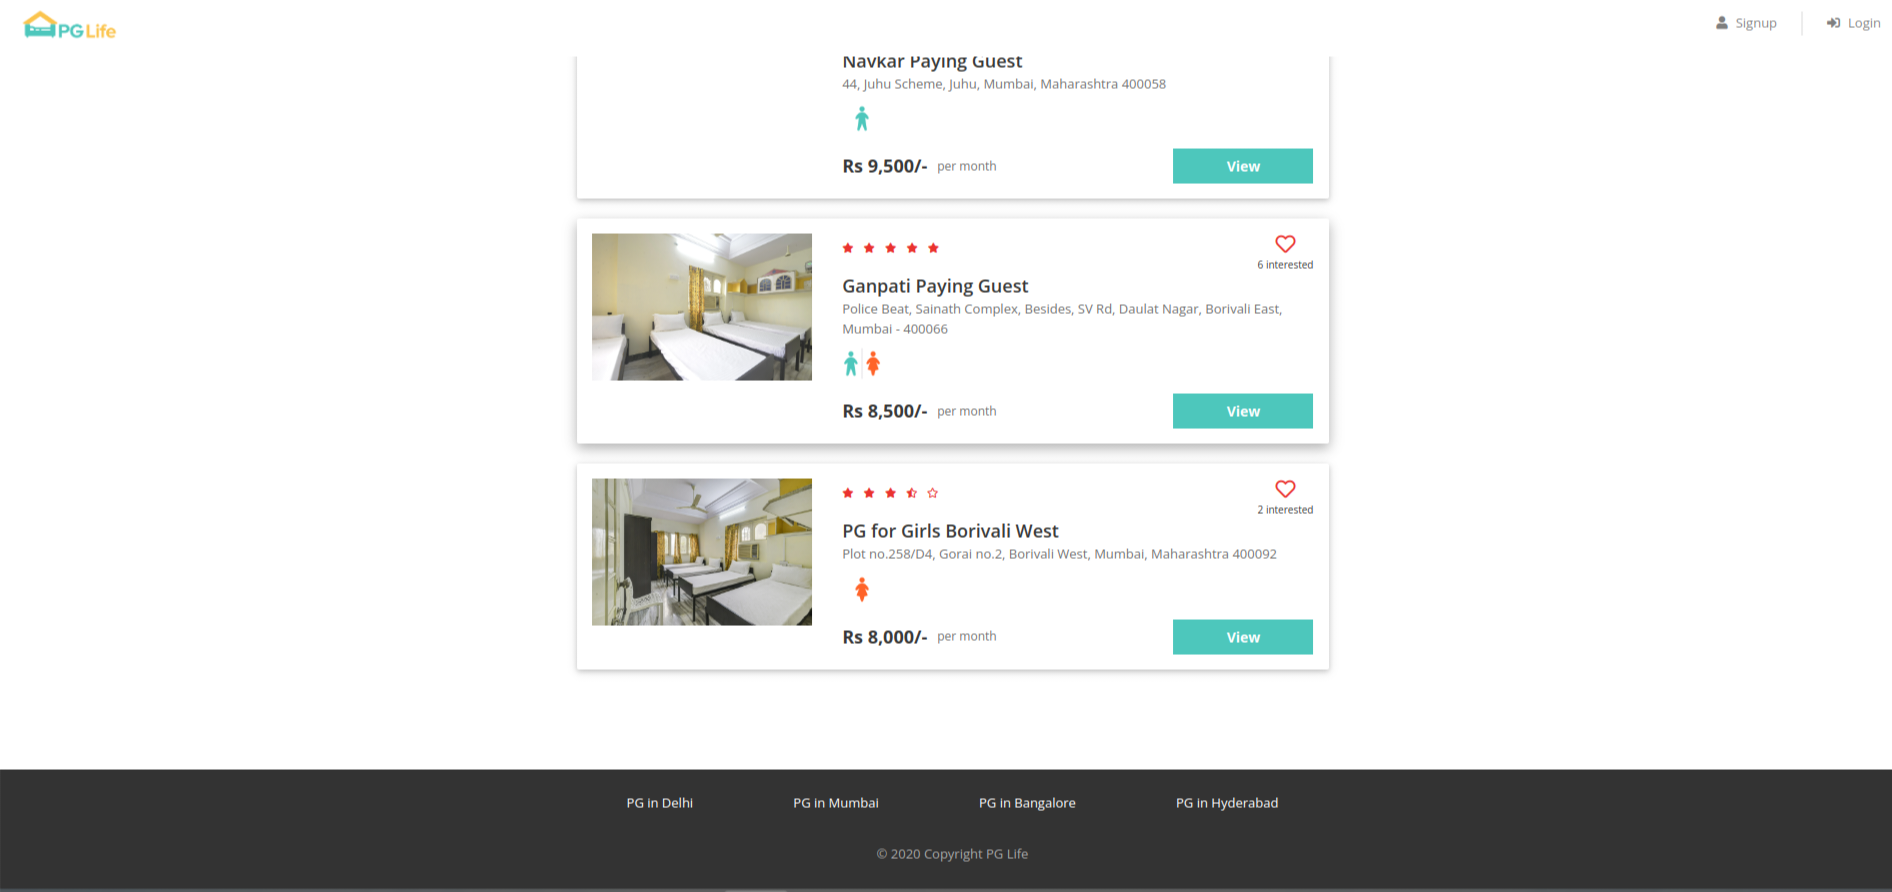 PG Life
Signup
Login
Navkar Paying Guest
44, Juhu Scheme, Juhu, Mumbai, Maharashtra 400058
Rs 9,500/- per month
View
6 interested
Ganpati Paying Guest
Police Beat, Sainath Complex, Besides, SV Rd, Daulat Nagar, Borivali East,
Mumbai - 400066
Rs 8,500/- per month
View
2 interested
PG for Girls Borivali West
Plot no.258/D4, Gorai no.2, Borivali West, Mumbai, Maharashtra 400092
Rs 8,000/- per month
View
PG in Delhi
PG in Mumbai
PG in Bangalore
PG in Hyderabad
© 2020 Copyright PG Life